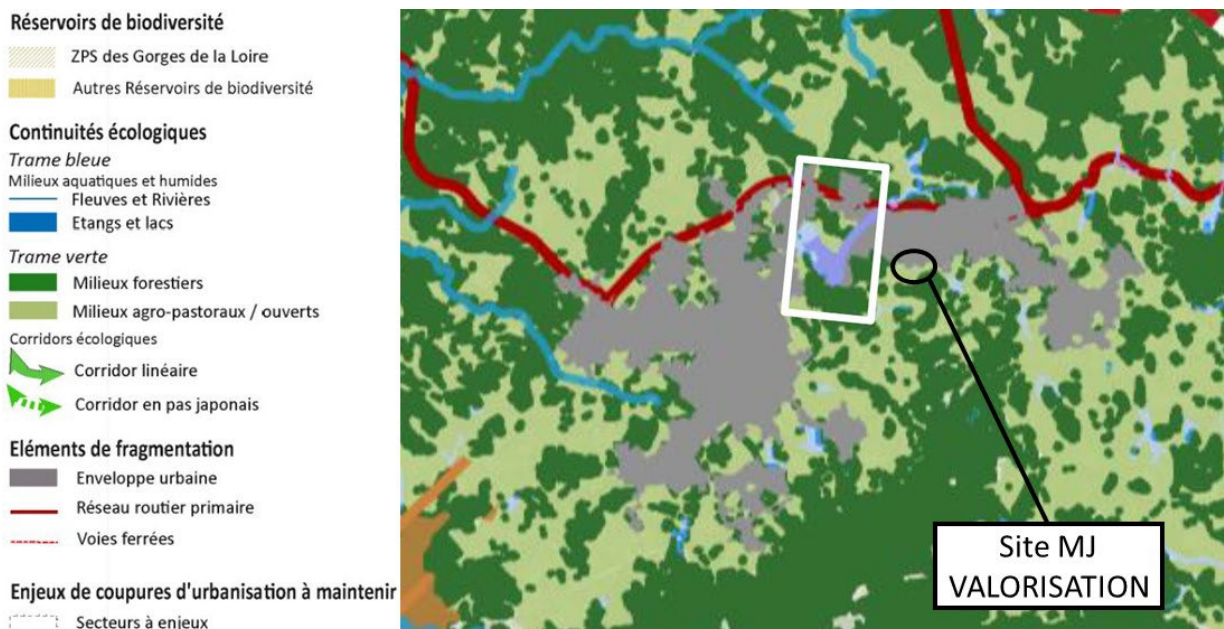 Réservoirs de biodiversité
ZPS des Gorges de la Loire
Autres Réservoirs de biodiversité
Continuités écologiques
Trame bleue
Milieux aquatiques et humides
Fleuves et Rivières
Etangs et lacs
Trame verte
Milieux forestiers
Milieux agro-pastoraux / ouverts
Corridors écologiques
Corridor linéaire
Corridor en pas japonais
Eléments de fragmentation
Enveloppe urbaine
Réseau routier primaire
Voies ferrées
Enjeux de coupures d'urbanisation à maintenir
Secteurs à enjeux
Site MJ
VALORISATION